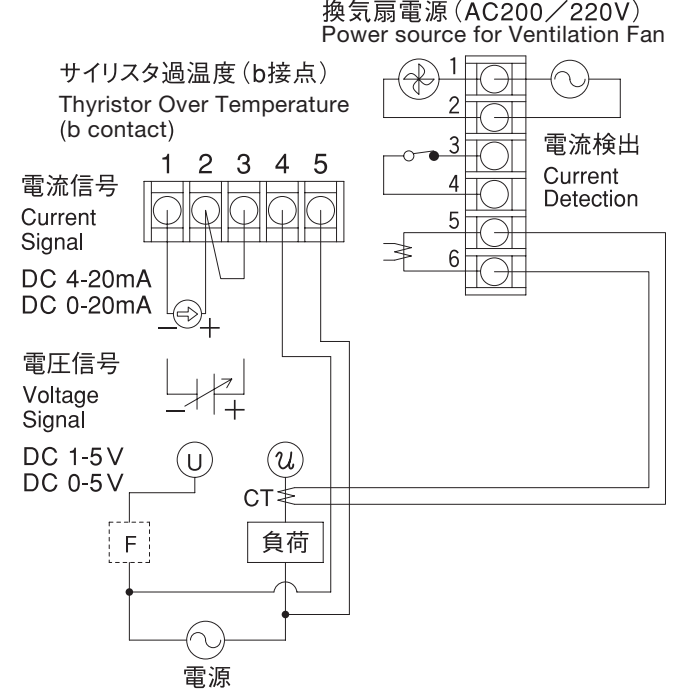 換気扇電源（AC200／220V）
Power source for Ventilation Fan
サイリスタ過温度（b接点）
Thyristor Over Temperature
(b contact)
1 2 3 4 5
1
2
3
4
5
6
電流検出
Current
Detection
電流信号
Current
Signal
DC 4-20mA
DC 0-20mA
− +
電圧信号
Voltage
Signal
− +
DC 1-5V
DC 0-5V
U
u
CT
F
負荷
電源